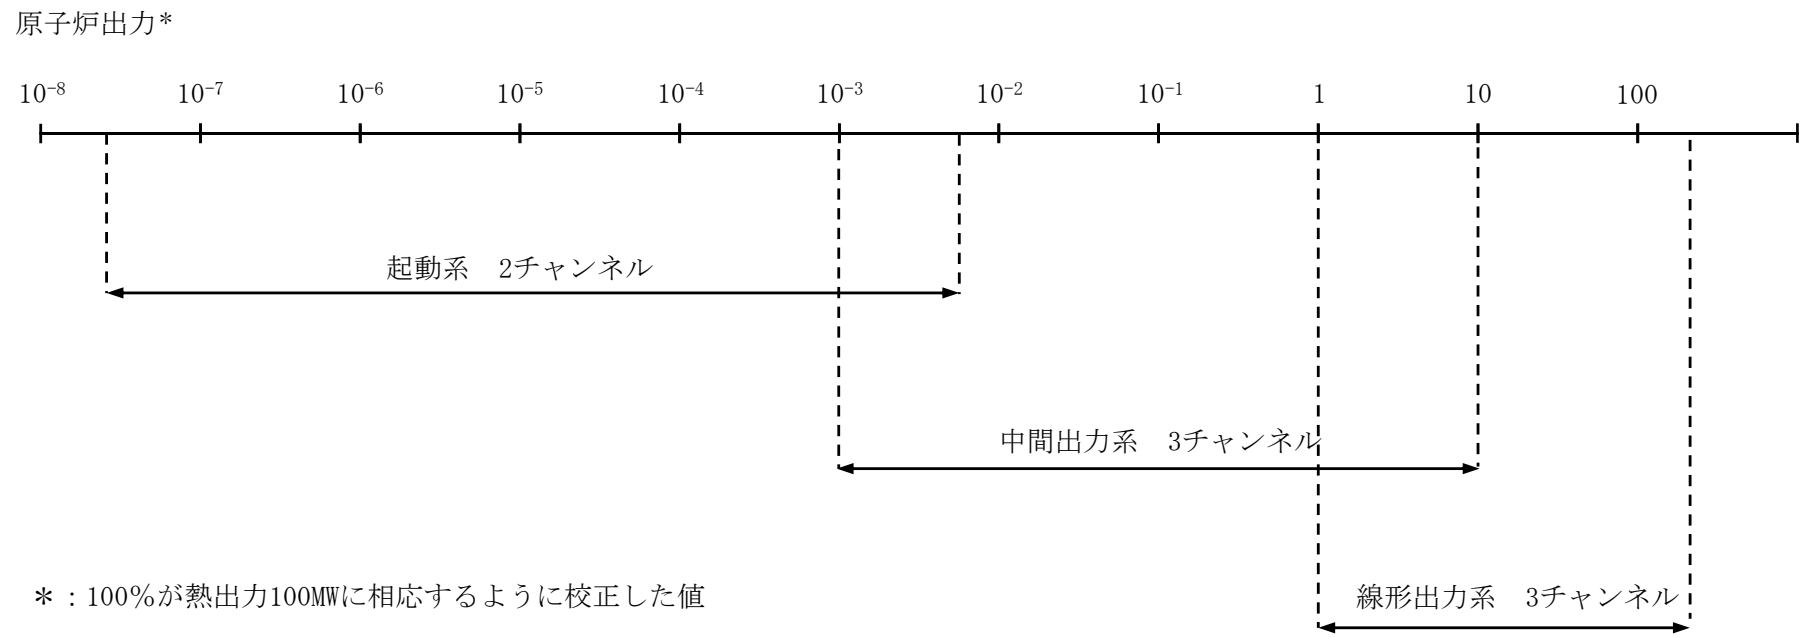 原子炉出力*
10⁻⁸ 10⁻⁷ 10⁻⁶ 10⁻⁵ 10⁻⁴ 10⁻³ 10⁻² 10⁻¹ 1 10 100
起動系　2チャンネル
中間出力系　3チャンネル
＊：100％が熱出力100MWに相応するように校正した値
線形出力系　3チャンネル